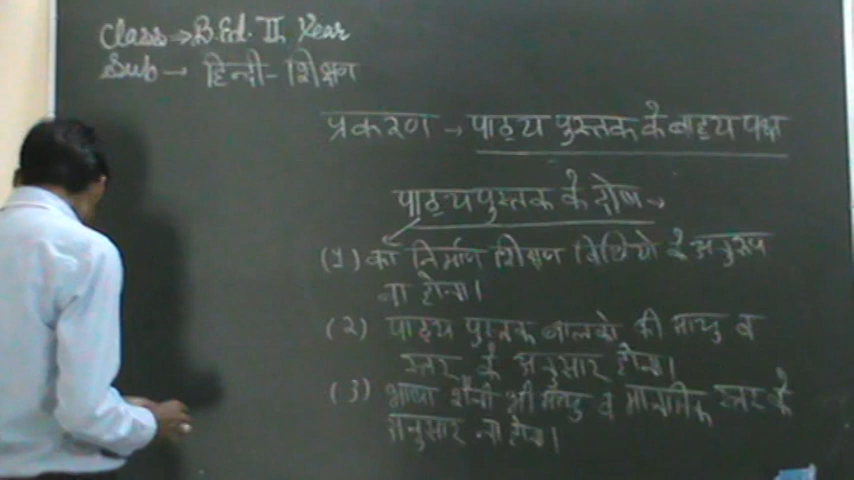 Class → B.Ed. II Year
Sub → हिन्दी - शिक्षण
प्रकरण → पाठ्य पुस्तक के बाह्य पक्ष
पाठ्यपुस्तक के दोष →
(1) का निर्माण शिक्षण विधियो के अनुरूप
ना होना।
(2) पाठ्य पुस्तक बालको की आयु व
स्तर के अनुसार होना।
(3) भाषा शैली भी आयु व मानसिक स्तर के
अनुसार ना होना।